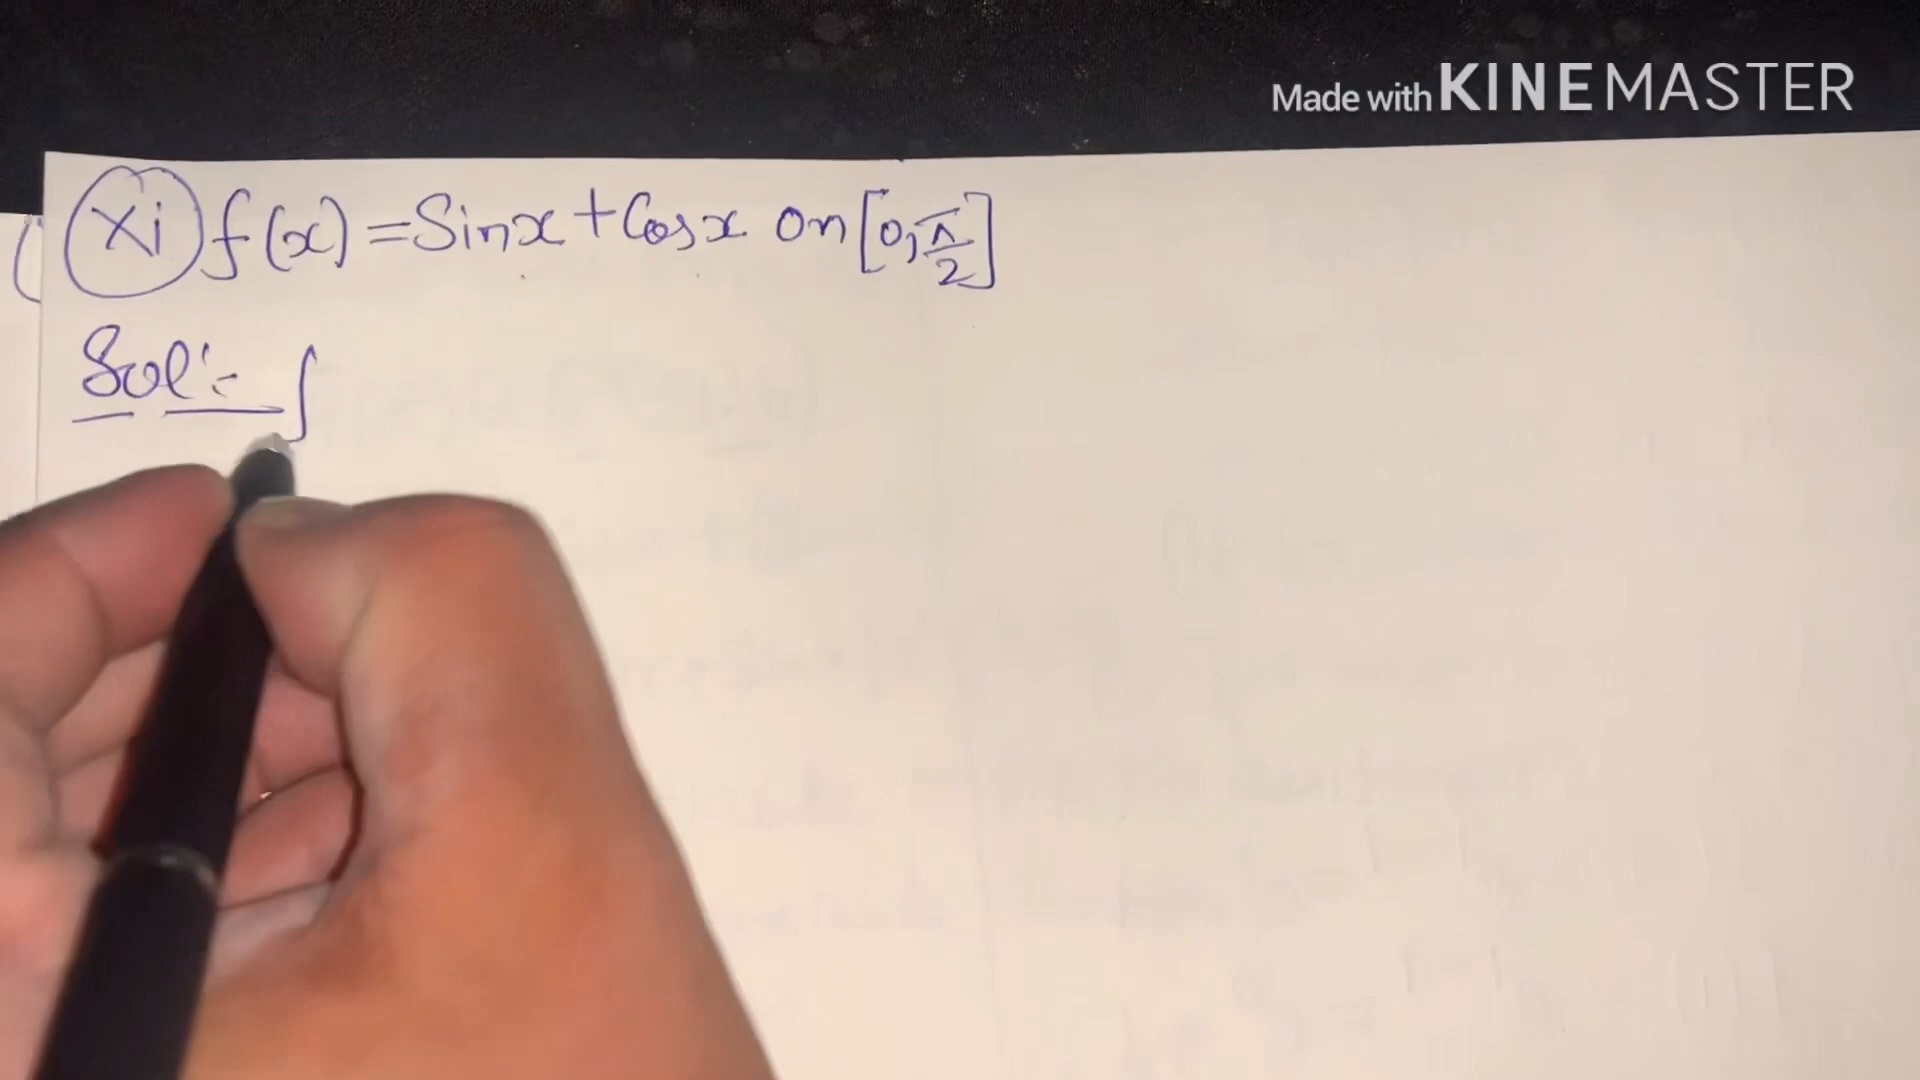 Made with KINEMASTER
(xi) f(x) = Sinx + Cosx on [0, π/2]
Sol:- f